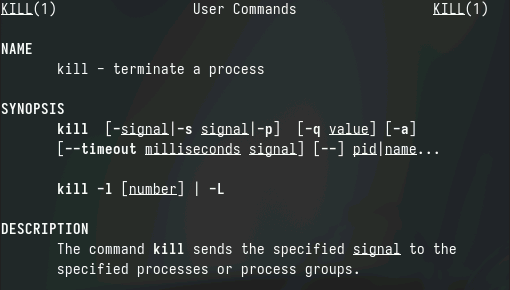 KILL(1) User Commands KILL(1)
NAME
kill - terminate a process
SYNOPSIS
kill [-signal|-s signal|-p] [-q value] [-a]
[--timeout milliseconds signal] [--] pid|name...
kill -l [number] | -L
DESCRIPTION
The command kill sends the specified signal to the
specified processes or process groups.